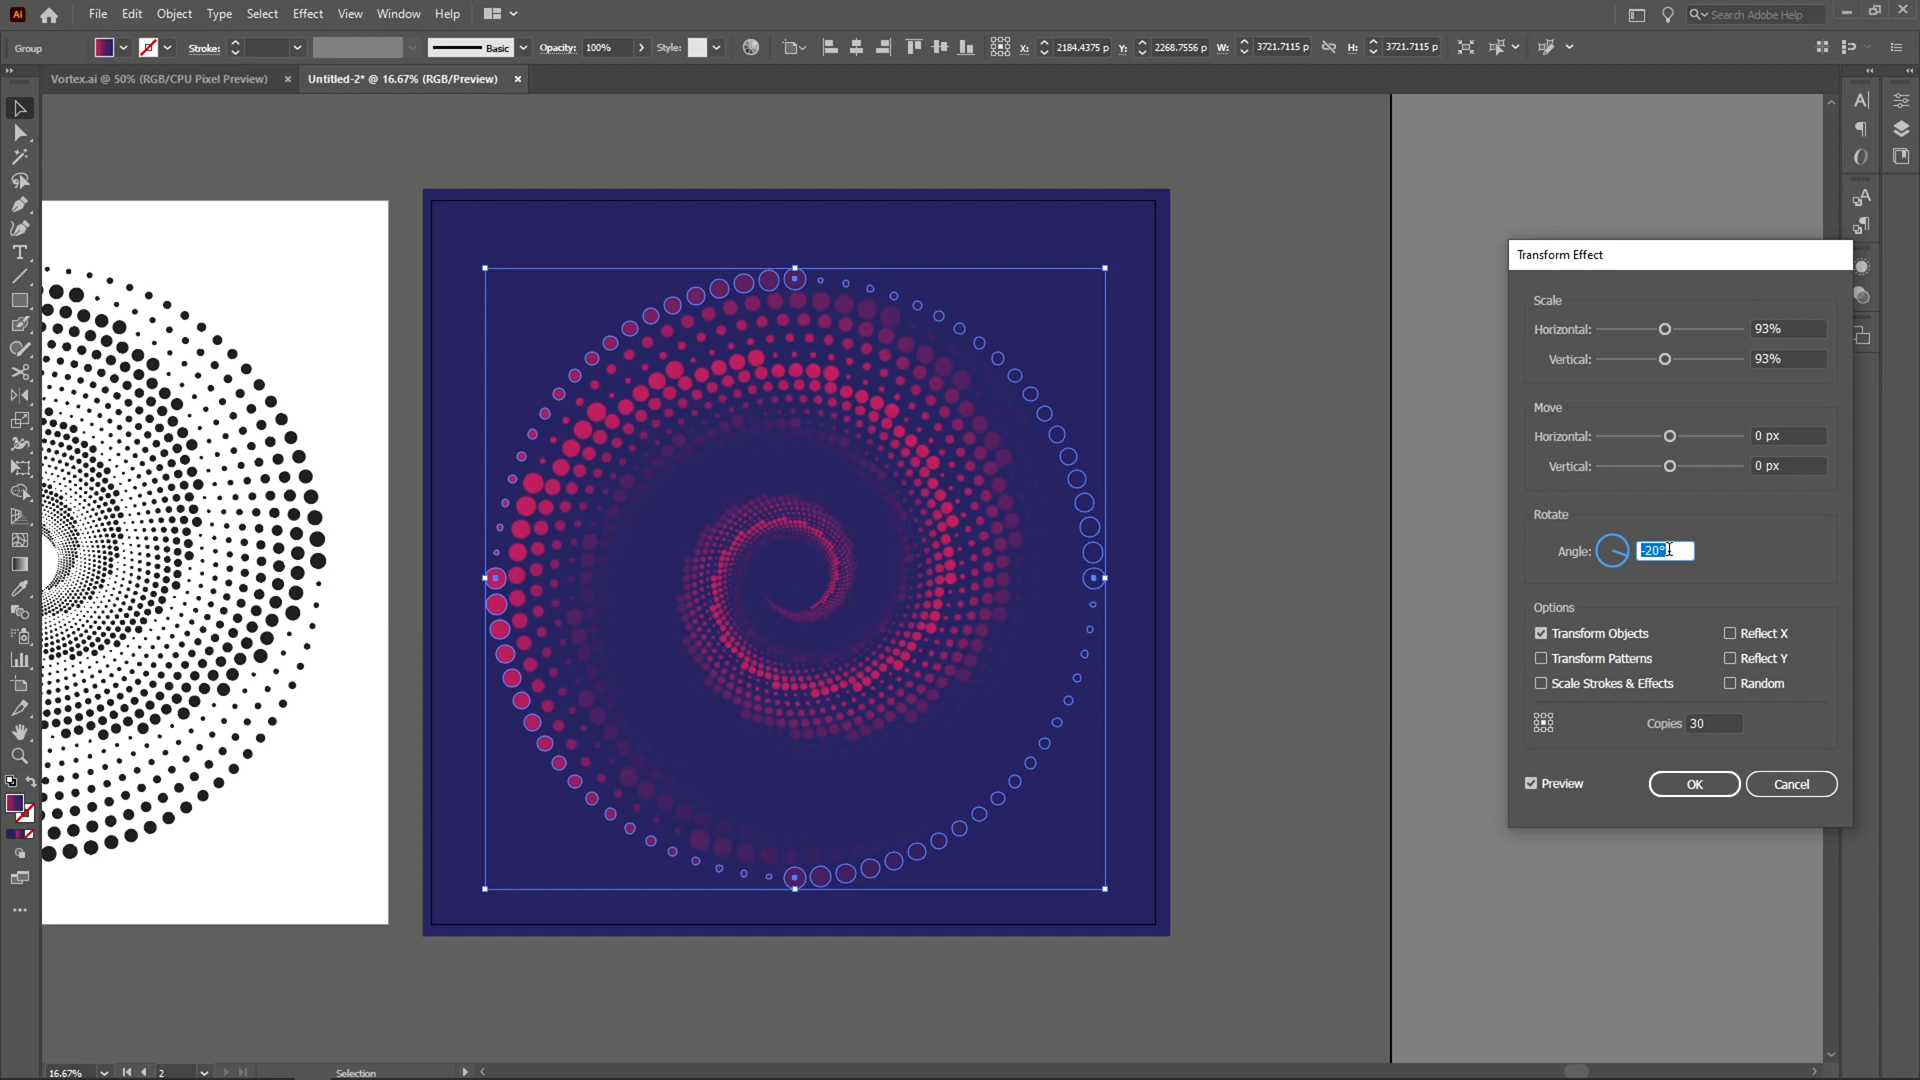 Ai File Edit Object Type Select Effect View Window Help Search Adobe Help
Group Stroke: Basic Opacity: 100% Style: X: 2184.4375 p Y: 2268.7556 p W: 3721.7115 p H: 3721.7115 p
Vortex.ai @ 50% (RGB/CPU Pixel Preview) × Untitled-2* @ 16.67% (RGB/Preview) ×
Transform Effect
Scale
Horizontal: 93%
Vertical: 93%
Move
Horizontal: 0 px
Vertical: 0 px
Rotate
Angle: -20°
Options
Transform Objects Reflect X
Transform Patterns Reflect Y
Scale Strokes & Effects Random
Copies 30
Preview OK Cancel
16.67% 2 Selection